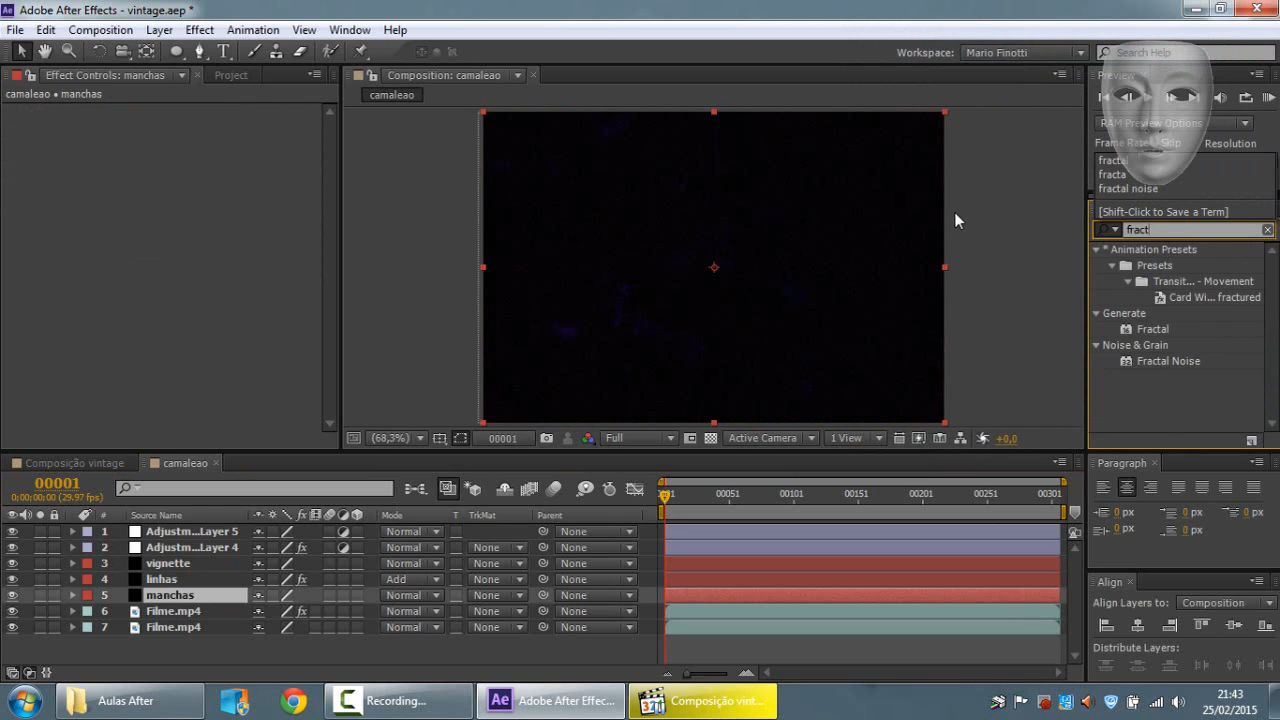 Adobe After Effects - vintage.aep *
File Edit Composition Layer Effect Animation View Window Help
Workspace: Mario Finotti Search Help
Effect Controls: manchas Project Composition: camaleao Preview
camaleao • manchas camaleao
RAM Preview Options
Frame Rate Skip Resolution
fractal
fracta
fractal noise
[Shift-Click to Save a Term]
fract
* Animation Presets
Presets
Transit... - Movement
Card Wi... fractured
Generate
Fractal
Noise & Grain
Fractal Noise
(68,3%) 00001 Full Active Camera 1 View +0,0
Composição vintage camaleao Paragraph
00001
0;00;00;00 (29.97 fps)
00051 00101 00151 00201 00251 00301
# Source Name Mode T TrkMat Parent
0 px 0 px 0 px
0 px 0 px
1 Adjustm...Layer 5 Normal None
2 Adjustm...Layer 4 Normal None None
3 vignette Normal None None
4 linhas Add None None
5 manchas Normal None None
6 Filme.mp4 Normal None None
7 Filme.mp4 Normal None None
Align
Align Layers to: Composition
Distribute Layers:
Aulas After Recording... Adobe After Effec... Composição vint...
21:43
25/02/2015